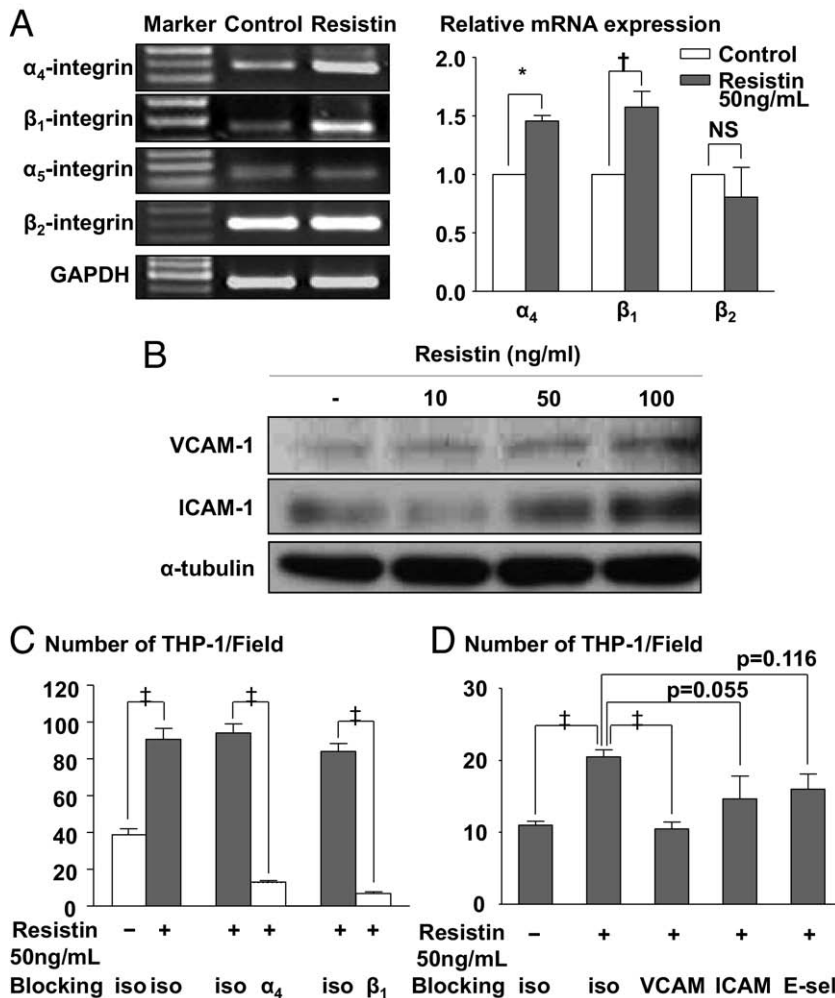 A
Marker Control Resistin
α4-integrin
β1-integrin
α5-integrin
β2-integrin
GAPDH
Relative mRNA expression
Control
Resistin
50ng/mL
2.0
1.5
1.0
0.5
0.0
*
†
NS
α4 β1 β2
B
Resistin (ng/ml)
- 10 50 100
VCAM-1
ICAM-1
α-tubulin
C Number of THP-1/Field
120
100
80
60
40
20
0
‡ ‡ ‡
Resistin − + + + + +
50ng/mL
Blocking iso iso iso α4 iso β1
D Number of THP-1/Field
p=0.116
p=0.055
30
20
10
0
‡ ‡
Resistin − + + + +
50ng/mL
Blocking iso iso VCAM ICAM E-sel